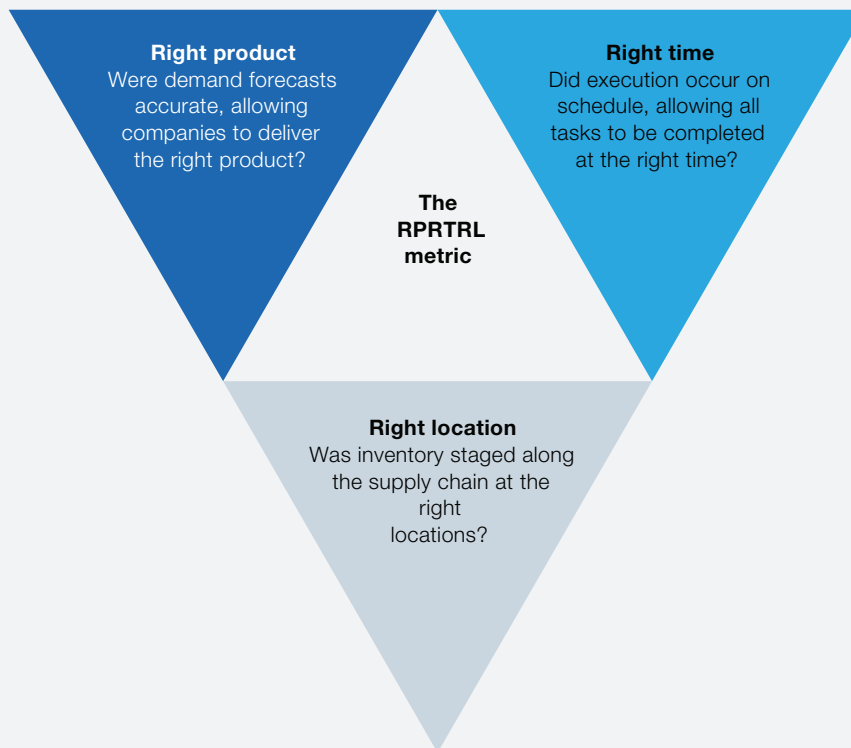 Right product
Were demand forecasts
accurate, allowing
companies to deliver
the right product?
Right time
Did execution occur on
schedule, allowing all
tasks to be completed
at the right time?
The
RPRTRL
metric
Right location
Was inventory staged along
the supply chain at the
right
locations?